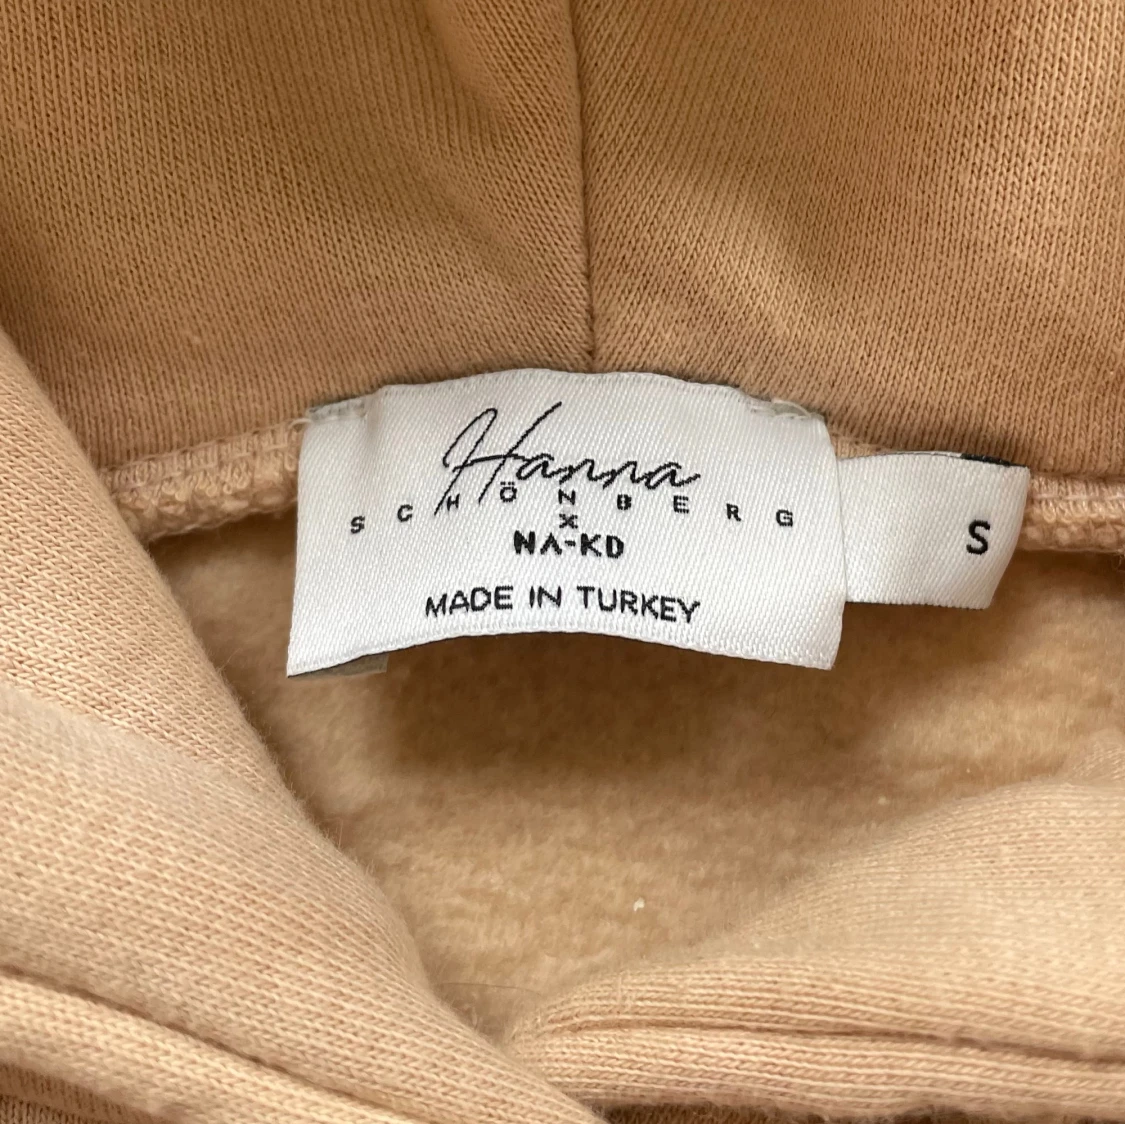 Hanna
SCHÖNBERG
X
NA-KD
MADE IN TURKEY
S